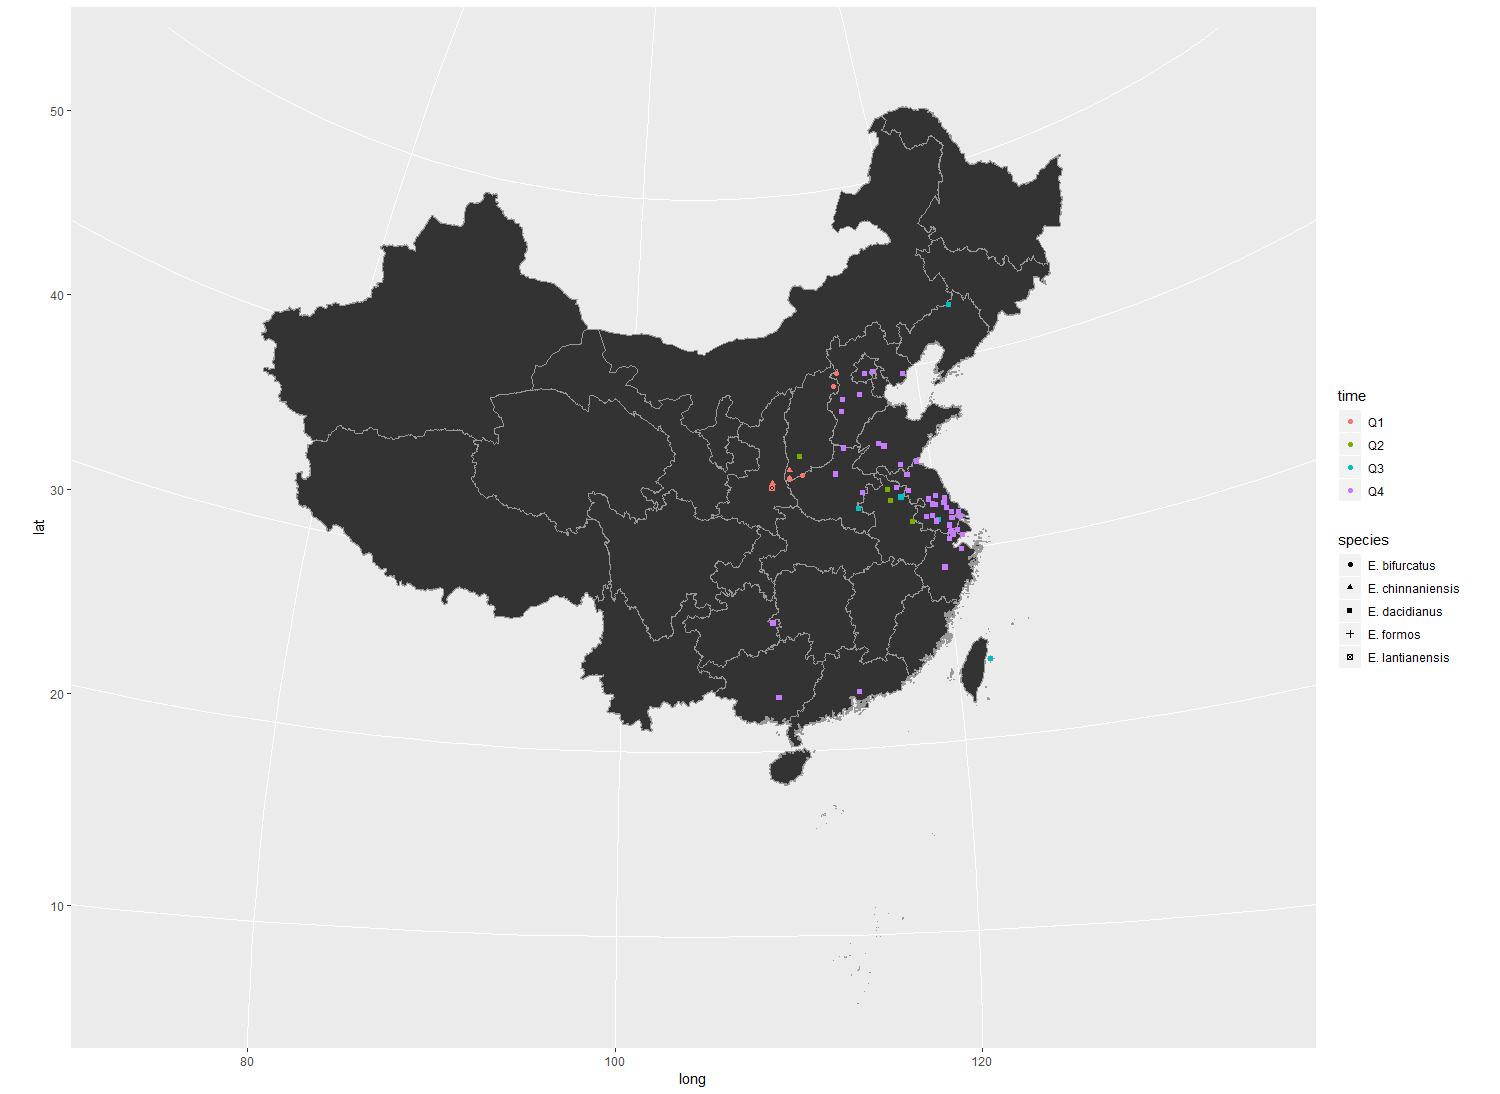 50
40
30
20
10
lat
80
100
120
long
time
Q1
Q2
Q3
Q4
species
E. bifurcatus
E. chinnaniensis
E. dacidianus
E. formos
E. lantianensis